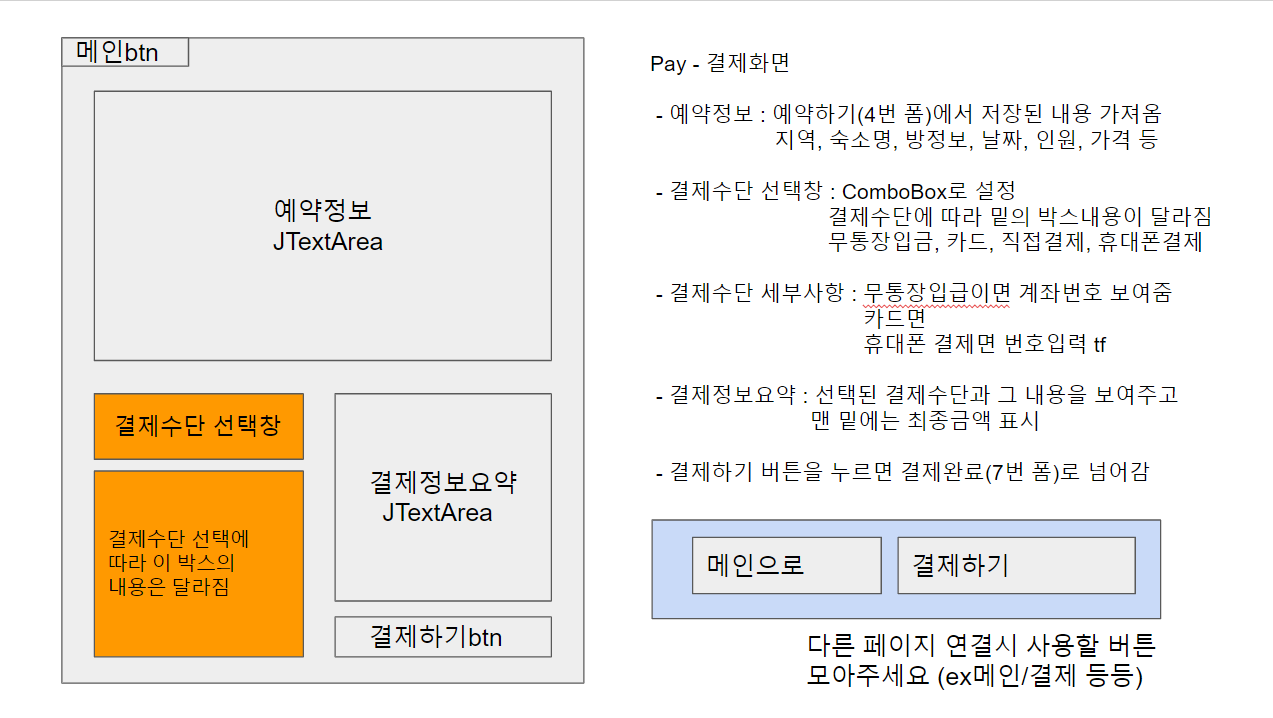 메인btn
예약정보
JTextArea
결제수단 선택창
결제수단 선택에
따라 이 박스의
내용은 달라짐
결제정보요약
JTextArea
결제하기btn
Pay - 결제화면
- 예약정보 : 예약하기(4번 폼)에서 저장된 내용 가져옴
지역, 숙소명, 방정보, 날짜, 인원, 가격 등
- 결제수단 선택창 : ComboBox로 설정
결제수단에 따라 밑의 박스내용이 달라짐
무통장입금, 카드, 직접결제, 휴대폰결제
- 결제수단 세부사항 : 무통장입급이면 계좌번호 보여줌
카드면
휴대폰 결제면 번호입력 tf
- 결제정보요약 : 선택된 결제수단과 그 내용을 보여주고
맨 밑에는 최종금액 표시
- 결제하기 버튼을 누르면 결제완료(7번 폼)로 넘어감
메인으로
결제하기
다른 페이지 연결시 사용할 버튼
모아주세요 (ex메인/결제 등등)